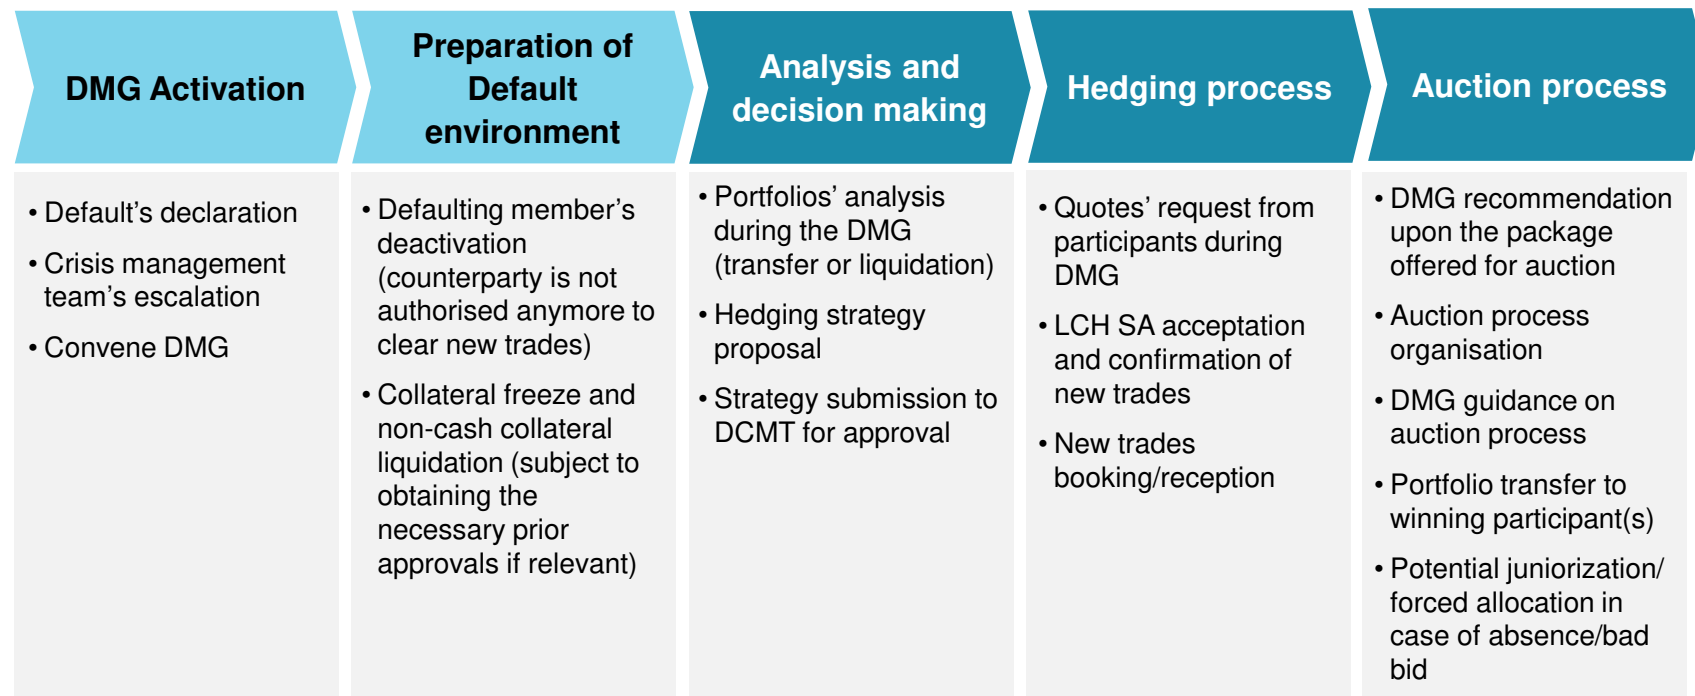 DMG Activation
Preparation of
Default
environment
Analysis and
decision making
Hedging process
Auction process
• Default’s declaration
• Crisis management
team’s escalation
• Convene DMG
• Defaulting member’s
deactivation
(counterparty is not
authorised anymore to
clear new trades)
• Collateral freeze and
non-cash collateral
liquidation (subject to
obtaining the
necessary prior
approvals if relevant)
• Portfolios’ analysis
during the DMG
(transfer or liquidation)
• Hedging strategy
proposal
• Strategy submission to
DCMT for approval
• Quotes’ request from
participants during
DMG
• LCH SA acceptation
and confirmation of
new trades
• New trades
booking/reception
• DMG recommendation
upon the package
offered for auction
• Auction process
organisation
• DMG guidance on
auction process
• Portfolio transfer to
winning participant(s)
• Potential juniorization/
forced allocation in
case of absence/bad
bid